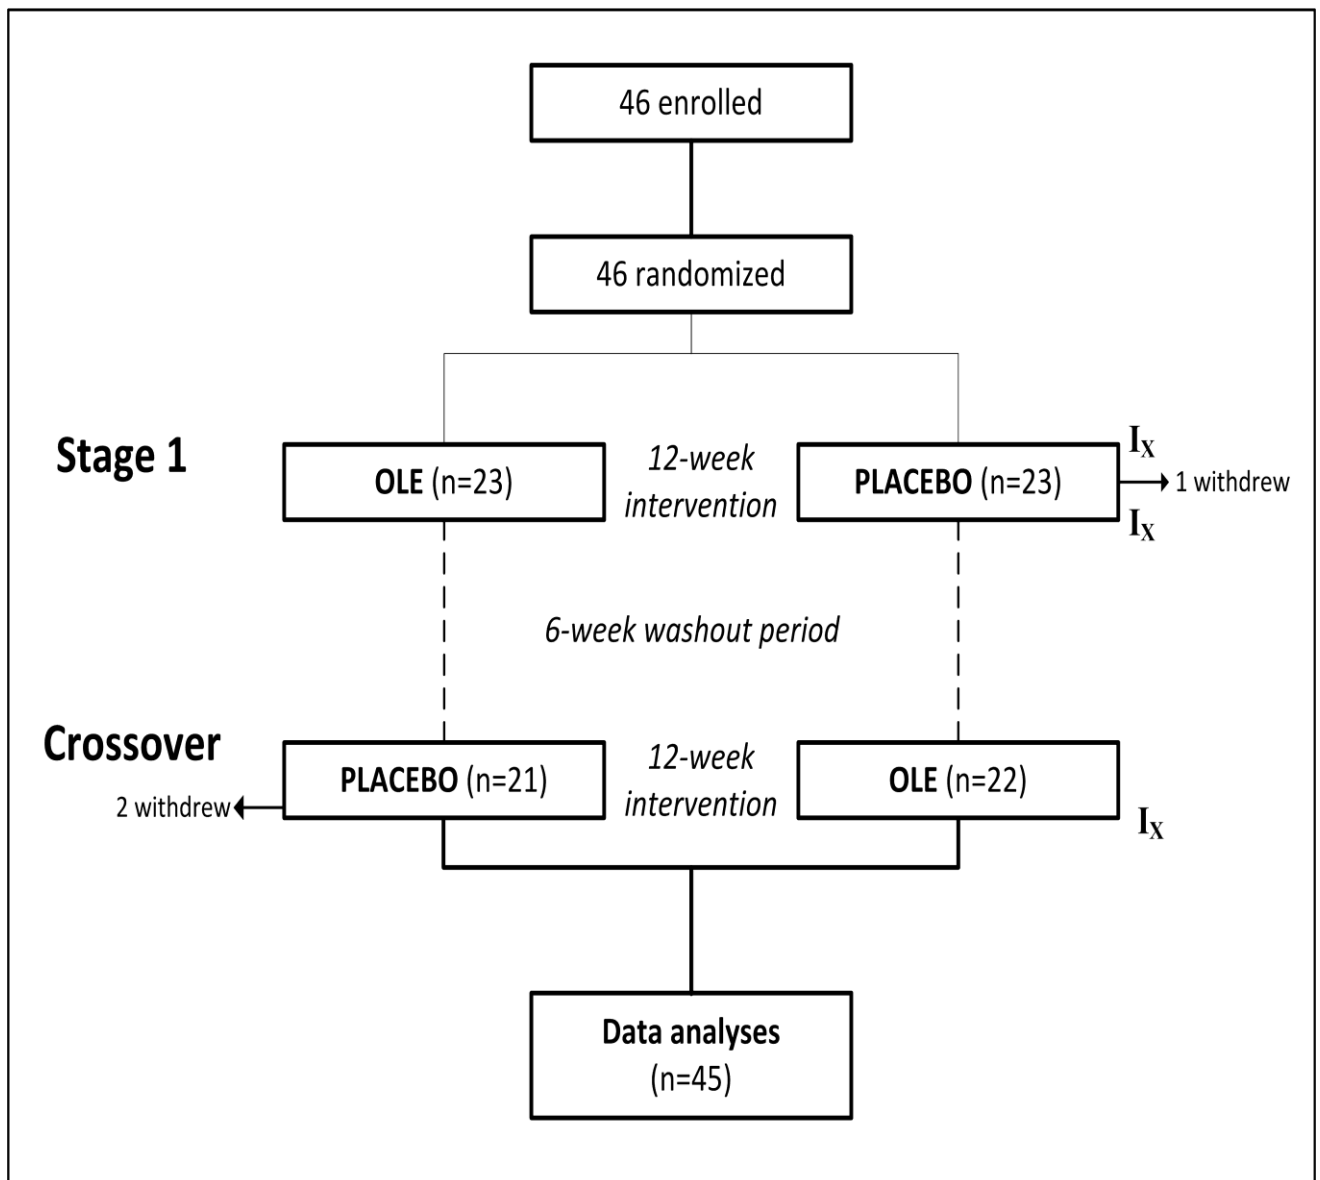 46 enrolled
46 randomized
Stage 1
OLE (n=23)
12-week
intervention
PLACEBO (n=23)
Iₓ
1 withdrew
Iₓ
6-week washout period
Crossover
PLACEBO (n=21)
2 withdrew
12-week
intervention
OLE (n=22)
Iₓ
Data analyses
(n=45)